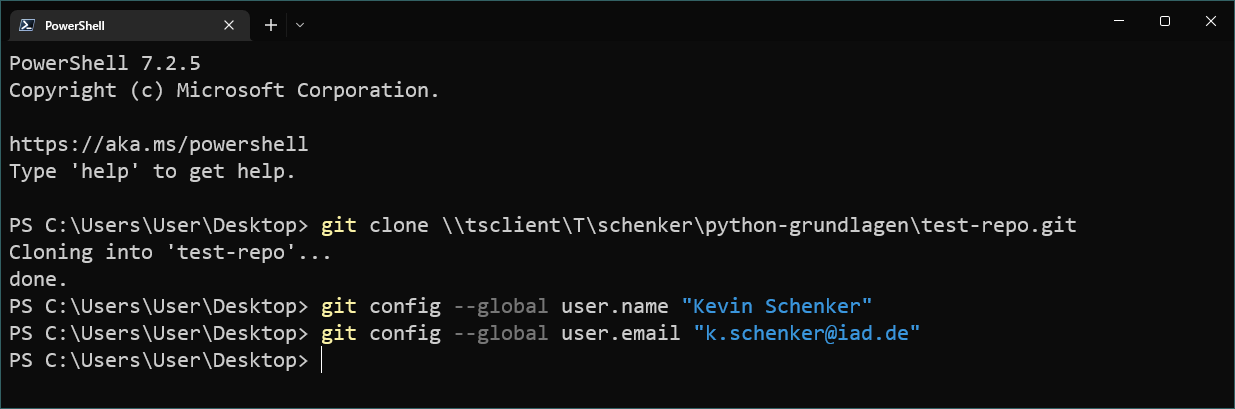 PowerShell
PowerShell 7.2.5
Copyright (c) Microsoft Corporation.
https://aka.ms/powershell
Type 'help' to get help.
PS C:\Users\User\Desktop> git clone \\tsclient\T\schenker\python-grundlagen\test-repo.git
Cloning into 'test-repo'...
done.
PS C:\Users\User\Desktop> git config --global user.name "Kevin Schenker"
PS C:\Users\User\Desktop> git config --global user.email "k.schenker@iad.de"
PS C:\Users\User\Desktop>